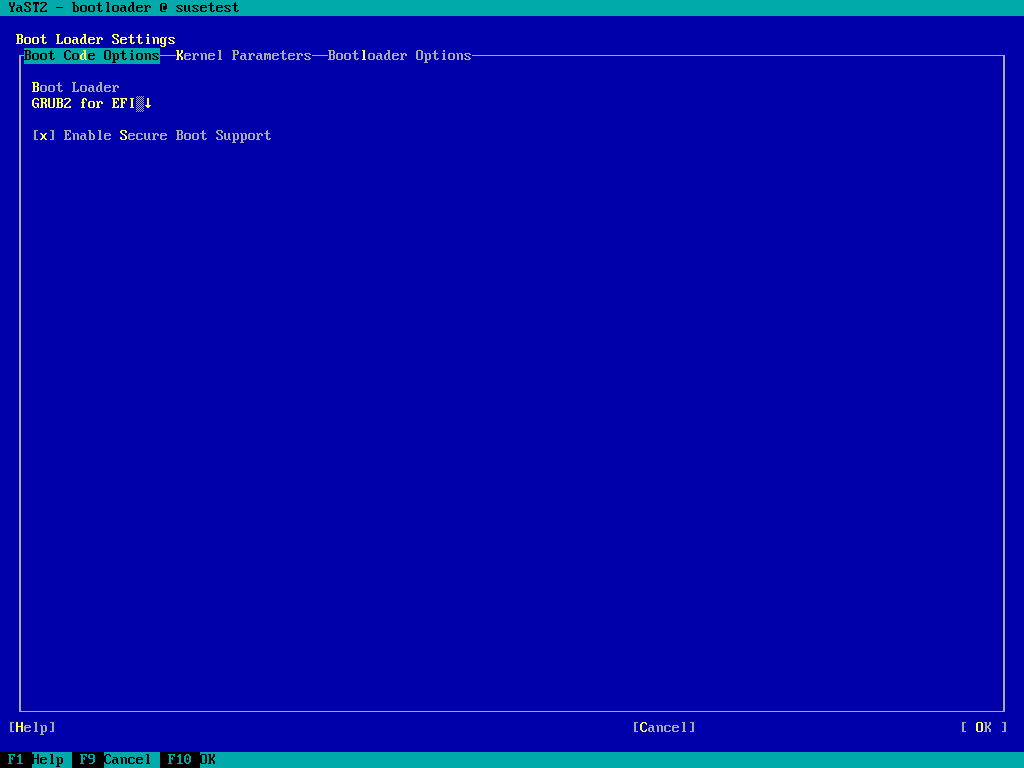 YaST2 - bootloader @ susetest
Boot Loader Settings
Boot Code Options Kernel Parameters Bootloader Options
Boot Loader
GRUB2 for EFI↓
[x] Enable Secure Boot Support
[Help] [Cancel] [ OK ]
F1 Help F9 Cancel F10 OK